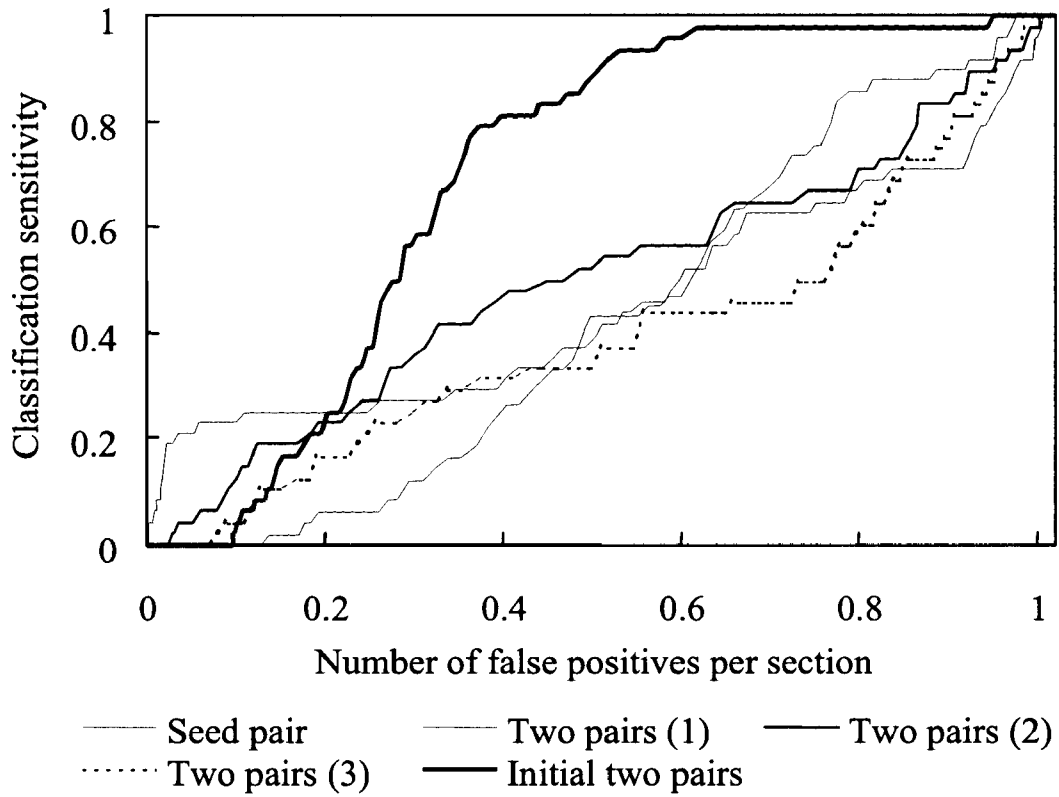 1
0.8
0.6
0.4
0.2
0
Classification sensitivity
0 0.2 0.4 0.6 0.8 1
Number of false positives per section
Seed pair Two pairs (1) Two pairs (2)
Two pairs (3) Initial two pairs